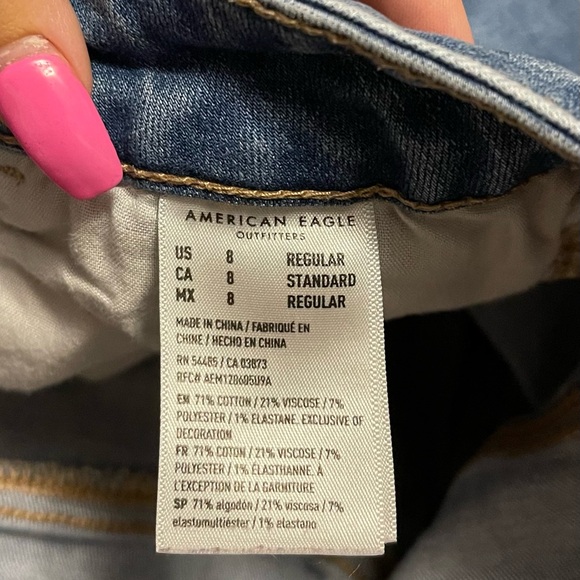 AMERICAN EAGLE
OUTFITTERS
US 8 REGULAR
CA 8 STANDARD
MX 8 REGULAR
MADE IN CHINA / FABRIQUÉ EN
CHINE / HECHO EN CHINA
RN 54485 / CA 03873
RFC# AEM120605U9A
EN 71% COTTON / 21% VISCOSE / 7%
POLYESTER / 1% ELASTANE. EXCLUSIVE OF
DECORATION
FR 71% COTON / 21% VISCOSE / 7%
POLYESTER / 1% ÉLASTHANNE. À
L'EXCEPTION DE LA GARNITURE
SP 71% algodón / 21% viscosa / 7%
elastomultiéster / 1% elastano